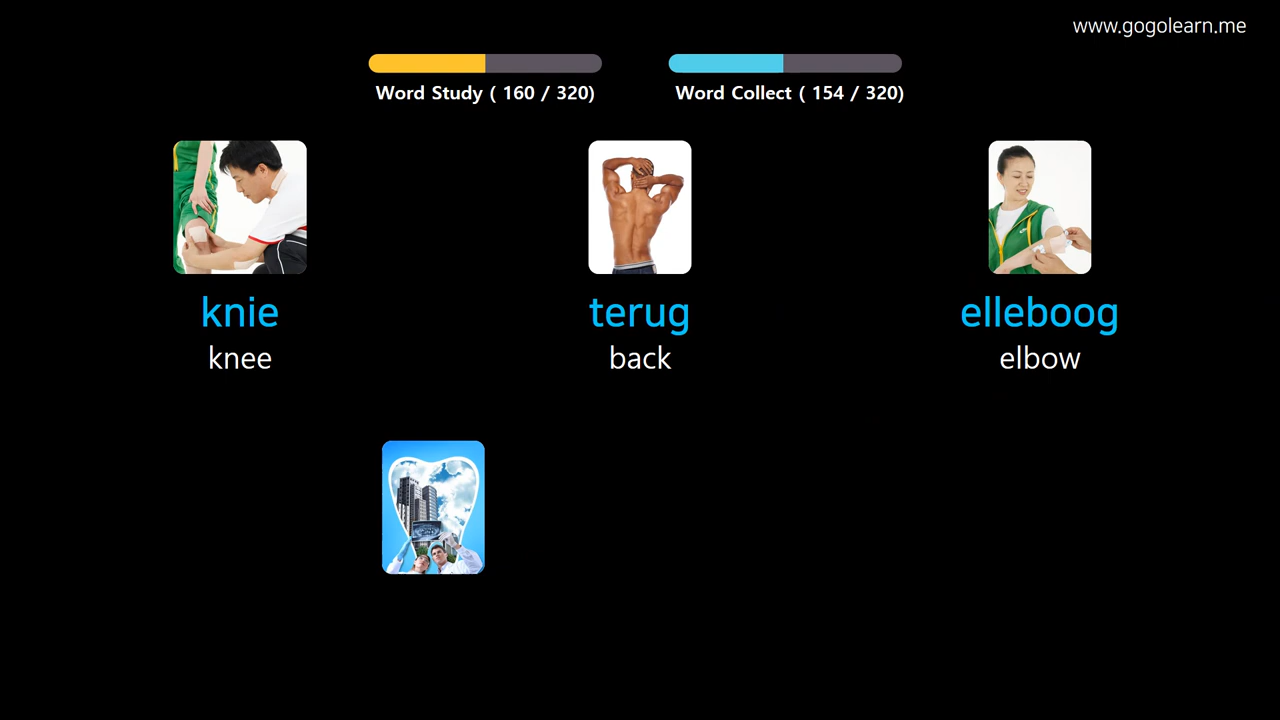 www.gogolearn.me
Word Study ( 160 / 320)
Word Collect ( 154 / 320)
knie
knee
terug
back
elleboog
elbow